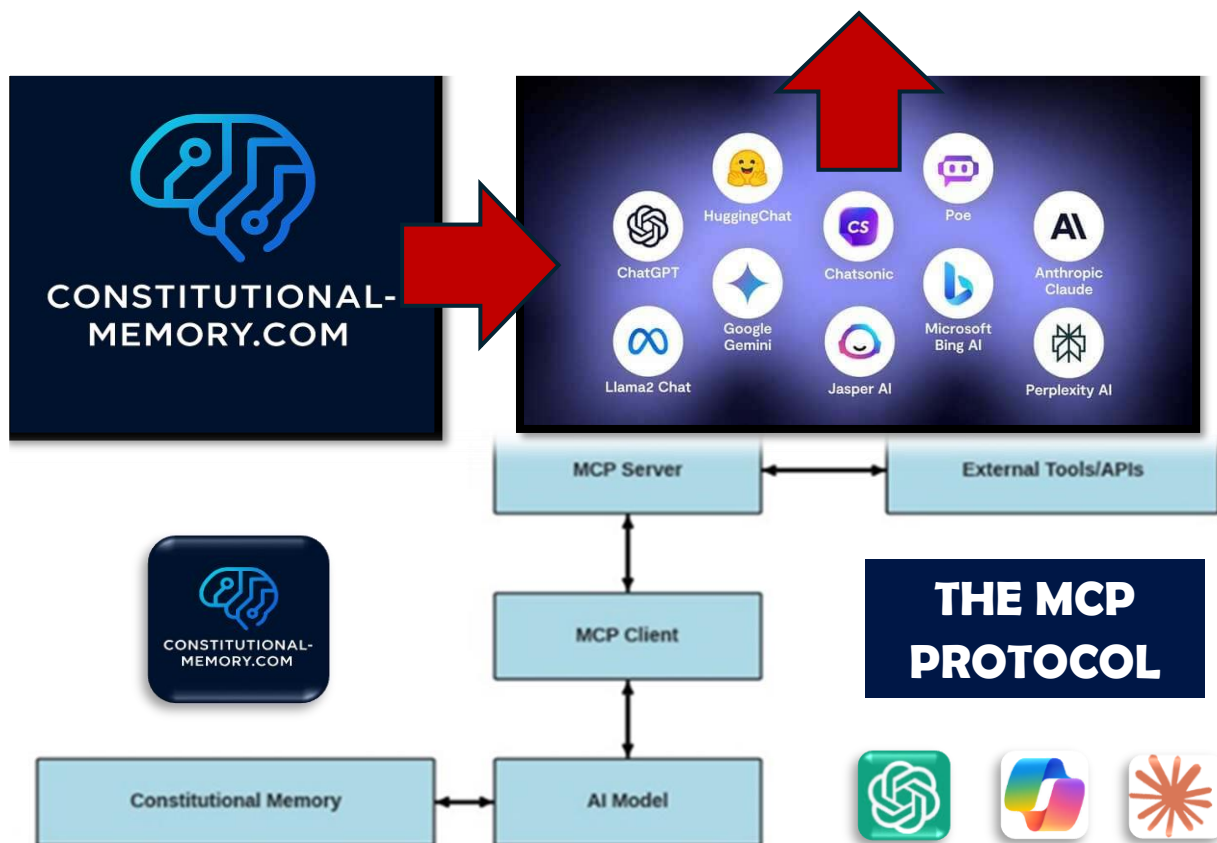 CONSTITUTIONAL-
MEMORY.COM
HuggingChat
Poe
CS
ChatGPT
Chatsonic
Anthropic
Claude
Google
Gemini
Microsoft
Bing AI
Llama2 Chat
Jasper AI
Perplexity AI
MCP Server
External Tools/APIs
CONSTITUTIONAL-
MEMORY.COM
MCP Client
THE MCP
PROTOCOL
Constitutional Memory
AI Model